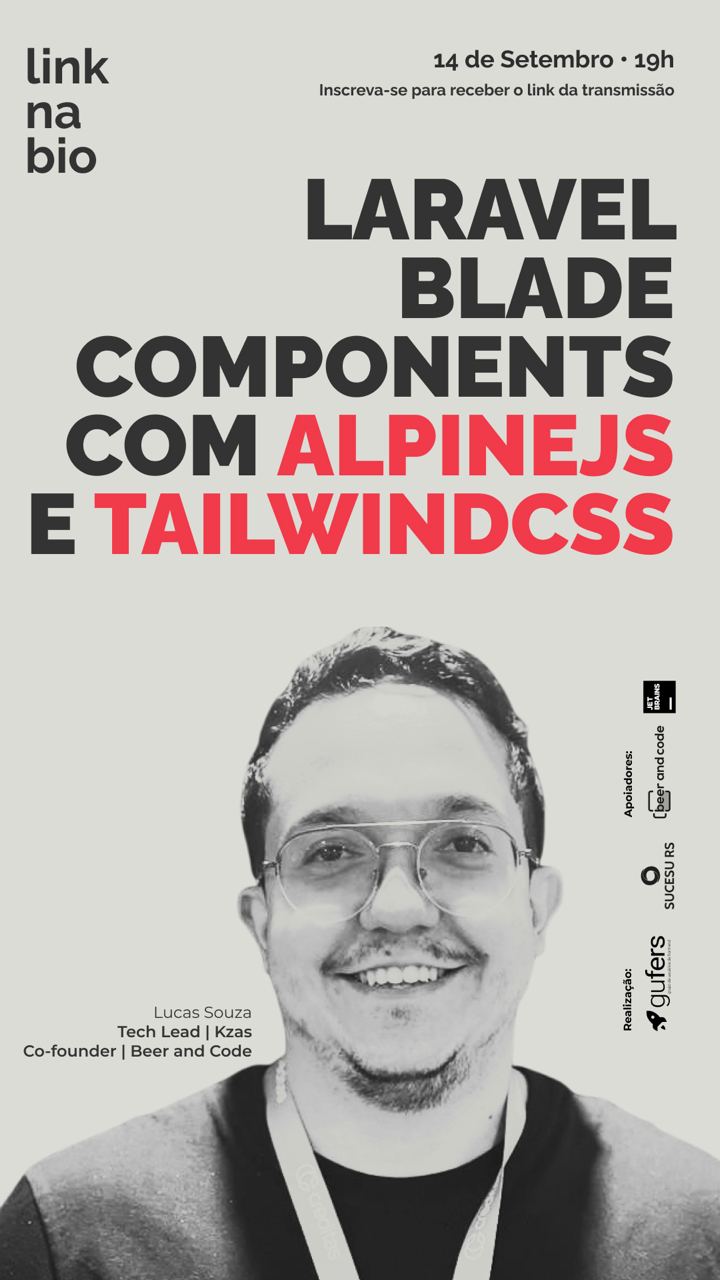 link
na
bio
14 de Setembro • 19h
Inscreva-se para receber o link da transmissão
LARAVEL
BLADE
COMPONENTS
COM ALPINEJS
E TAILWINDCSS
Lucas Souza
Tech Lead | Kzas
Co-founder | Beer and Code
Apoiadores:
JET
BRAINS
beer and code
SUCESU RS
Realização:
gufers